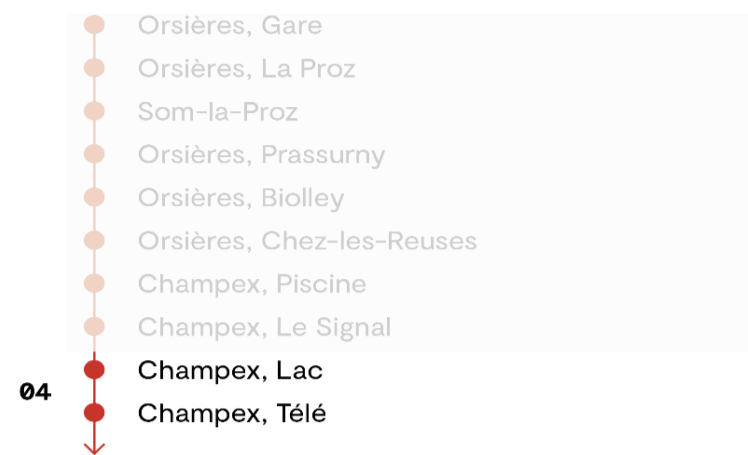 Orsières, Gare
Orsières, La Proz
Som-la-Proz
Orsières, Prassurny
Orsières, Biolley
Orsières, Chez-les-Reuses
Champex, Piscine
Champex, Le Signal
Champex, Lac
04
Champex, Télé